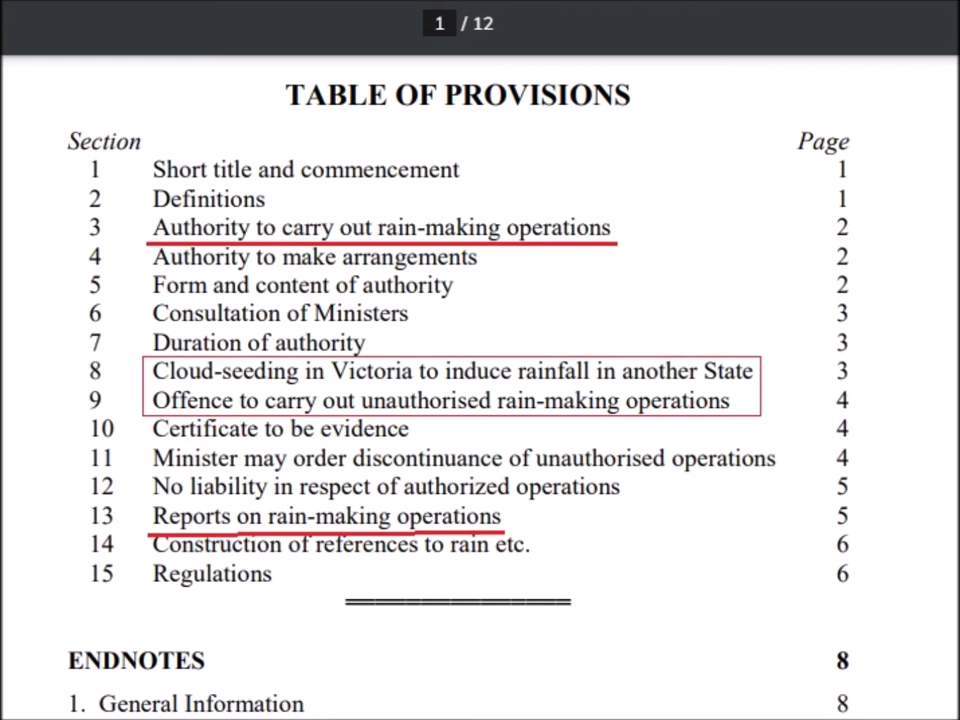 1 / 12
TABLE OF PROVISIONS
Section Page
1 Short title and commencement 1
2 Definitions 1
3 Authority to carry out rain-making operations 2
4 Authority to make arrangements 2
5 Form and content of authority 2
6 Consultation of Ministers 3
7 Duration of authority 3
8 Cloud-seeding in Victoria to induce rainfall in another State 3
9 Offence to carry out unauthorised rain-making operations 4
10 Certificate to be evidence 4
11 Minister may order discontinuance of unauthorised operations 4
12 No liability in respect of authorized operations 5
13 Reports on rain-making operations 5
14 Construction of references to rain etc. 6
15 Regulations 6
ENDNOTES 8
1. General Information 8